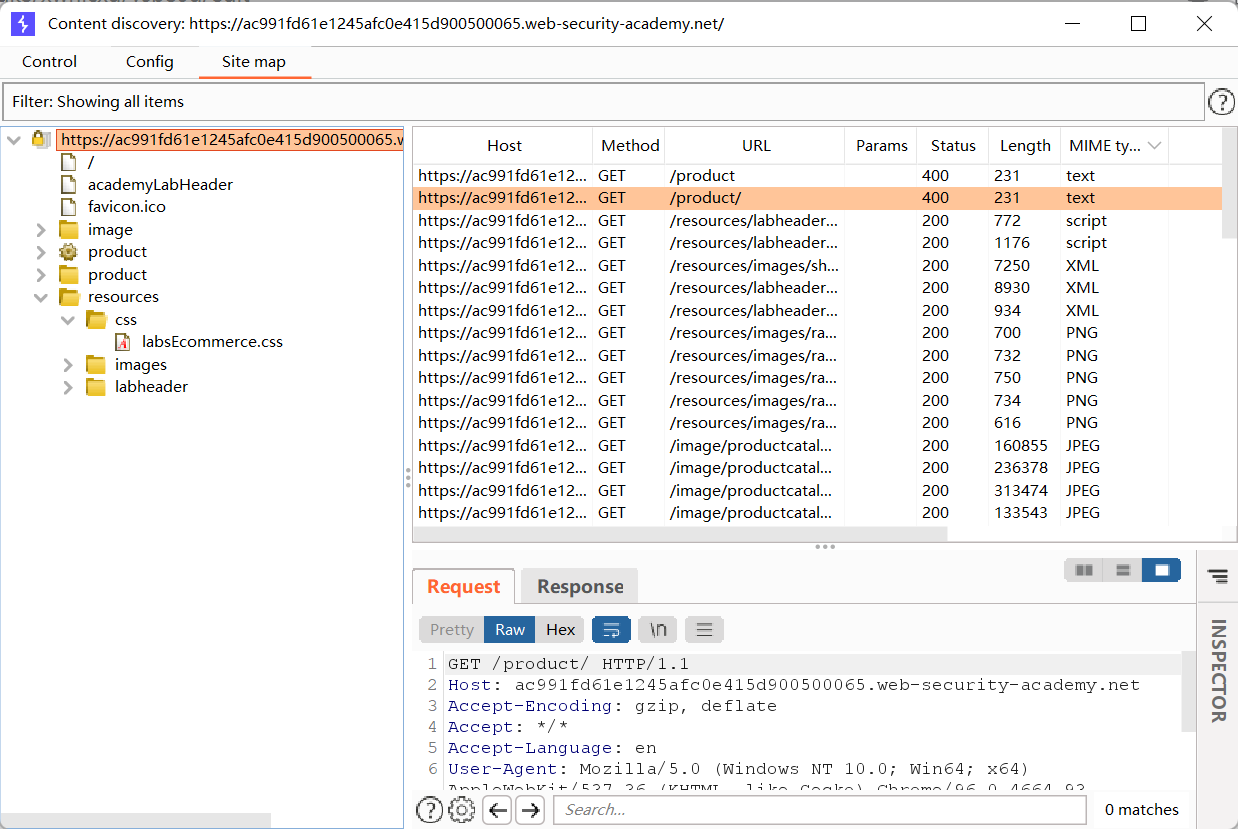 Content discovery: https://ac991fd61e1245afc0e415d900500065.web-security-academy.net/
Control Config Site map
Filter: Showing all items
https://ac991fd61e1245afc0e415d900500065.w
/
academyLabHeader
favicon.ico
image
product
product
resources
css
labsEcommerce.css
images
labheader
Host Method URL Params Status Length MIME ty...
https://ac991fd61e12... GET /product 400 231 text
https://ac991fd61e12... GET /product/ 400 231 text
https://ac991fd61e12... GET /resources/labheader... 200 772 script
https://ac991fd61e12... GET /resources/labheader... 200 1176 script
https://ac991fd61e12... GET /resources/images/sh... 200 7250 XML
https://ac991fd61e12... GET /resources/labheader... 200 8930 XML
https://ac991fd61e12... GET /resources/labheader... 200 934 XML
https://ac991fd61e12... GET /resources/images/ra... 200 700 PNG
https://ac991fd61e12... GET /resources/images/ra... 200 732 PNG
https://ac991fd61e12... GET /resources/images/ra... 200 750 PNG
https://ac991fd61e12... GET /resources/images/ra... 200 734 PNG
https://ac991fd61e12... GET /resources/images/ra... 200 616 PNG
https://ac991fd61e12... GET /image/productcatal... 200 160855 JPEG
https://ac991fd61e12... GET /image/productcatal... 200 236378 JPEG
https://ac991fd61e12... GET /image/productcatal... 200 313474 JPEG
https://ac991fd61e12... GET /image/productcatal... 200 133543 JPEG
Request Response
Pretty Raw Hex \n
1 GET /product/ HTTP/1.1
2 Host: ac991fd61e1245afc0e415d900500065.web-security-academy.net
3 Accept-Encoding: gzip, deflate
4 Accept: */*
5 Accept-Language: en
6 User-Agent: Mozilla/5.0 (Windows NT 10.0; Win64; x64)
AppleWebKit/537.36 (KHTML, like Gecko) Chrome/96.0.4664.93
Search... 0 matches
INSPECTOR